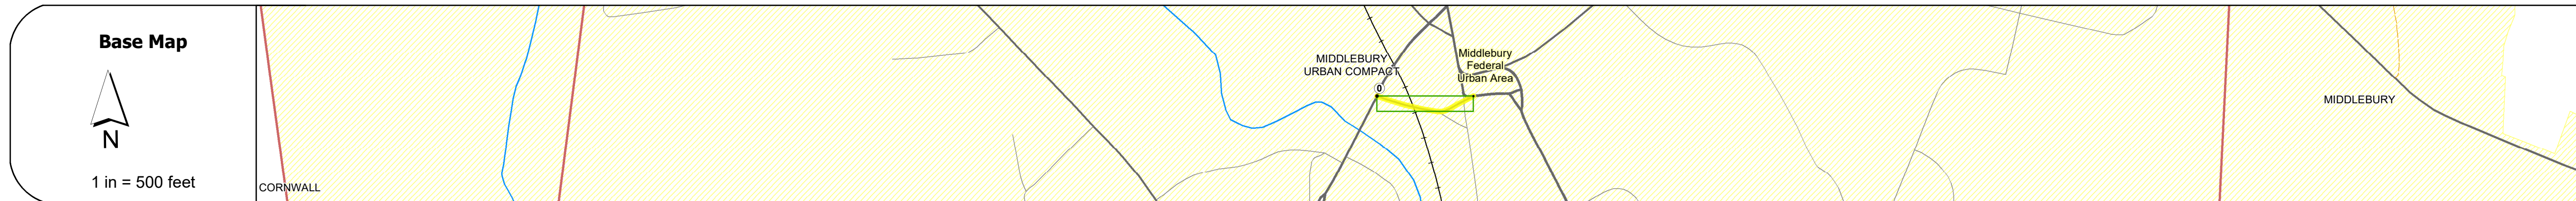 Base Map
N
1 in = 500 feet
CORNWALL
MIDDLEBURY
URBAN COMPACT
0
Middlebury
Federal
Urban Area
MIDDLEBURY